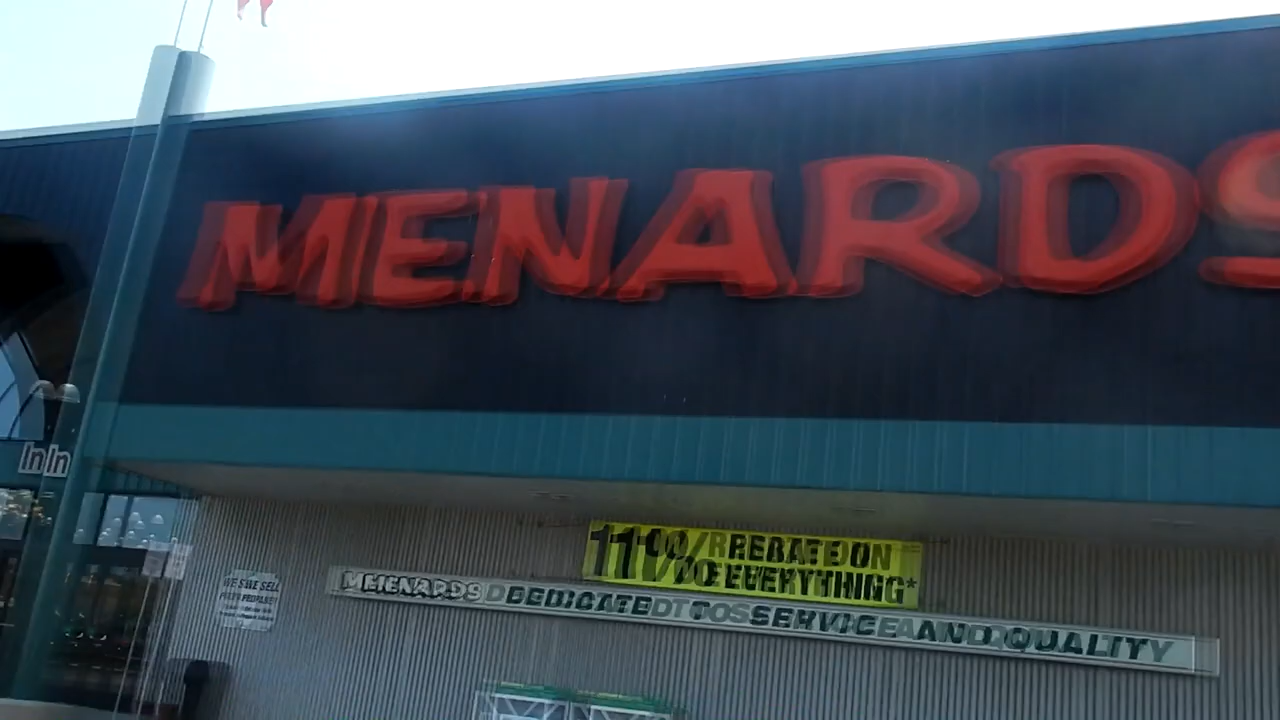 MENARDS
In
11% REBATE ON
EVERYTHING*
WE SELL
MENARDS DEDICATED TO SERVICE AND QUALITY